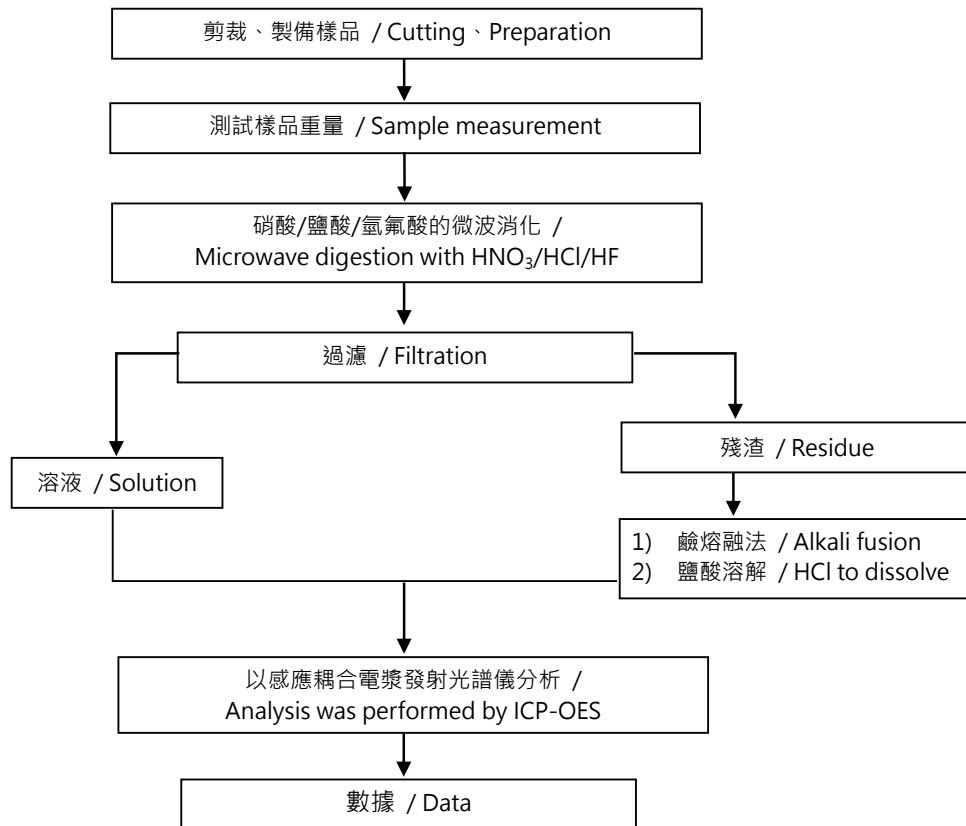 剪裁、製備樣品 / Cutting、Preparation
測試樣品重量 / Sample measurement
硝酸/鹽酸/氫氟酸的微波消化 /
Microwave digestion with HNO₃/HCl/HF
過濾 / Filtration
溶液 / Solution
殘渣 / Residue
1) 鹼熔融法 / Alkali fusion
2) 鹽酸溶解 / HCl to dissolve
以感應耦合電漿發射光譜儀分析 /
Analysis was performed by ICP-OES
數據 / Data